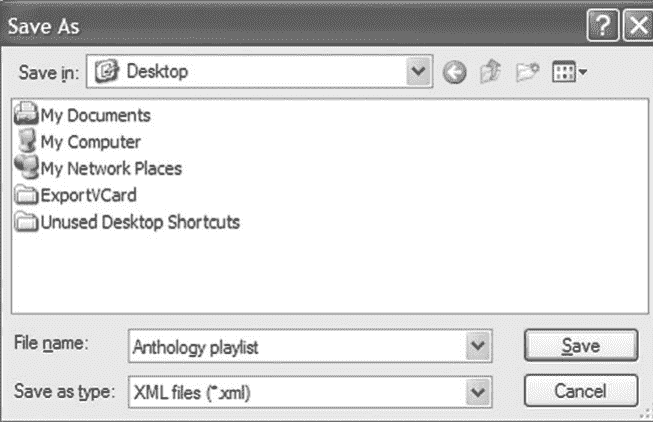 Save As
Save in: Desktop
My Documents
My Computer
My Network Places
ExportVCard
Unused Desktop Shortcuts
File name: Anthology playlist Save
Save as type: XML files (*.xml) Cancel